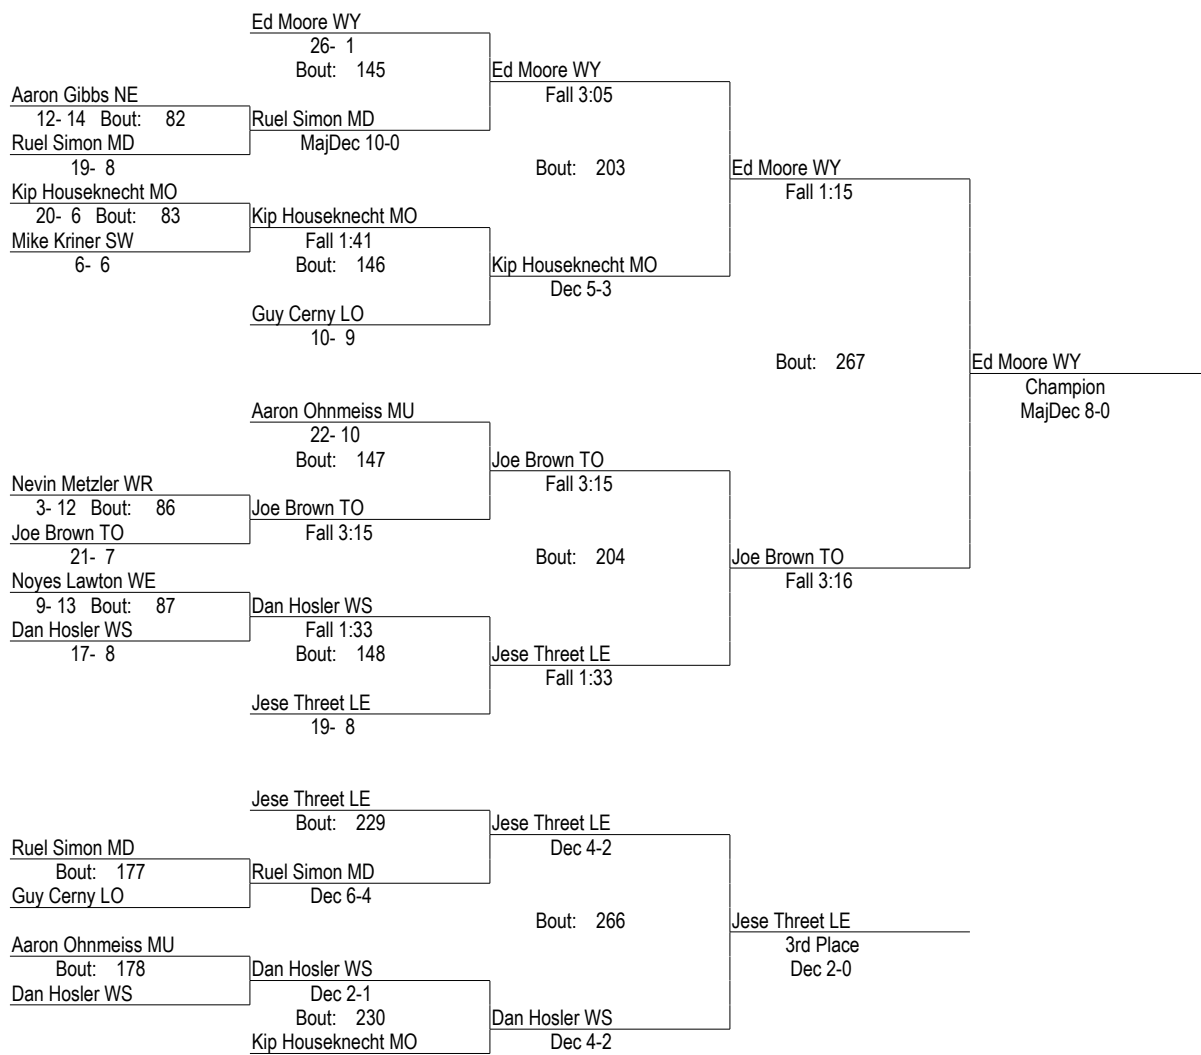 Ed Moore WY
26- 1
Bout: 145
Ed Moore WY
Fall 3:05
Aaron Gibbs NE
12- 14 Bout: 82
Ruel Simon MD
MajDec 10-0
Ruel Simon MD
19- 8
Bout: 203
Ed Moore WY
Fall 1:15
Kip Houseknecht MO
20- 6 Bout: 83
Kip Houseknecht MO
Fall 1:41
Mike Kriner SW
6- 6
Bout: 146
Kip Houseknecht MO
Dec 5-3
Guy Cerny LO
10- 9
Bout: 267
Ed Moore WY
Champion
MajDec 8-0
Aaron Ohnmeiss MU
22- 10
Bout: 147
Joe Brown TO
Fall 3:15
Nevin Metzler WR
3- 12 Bout: 86
Joe Brown TO
Fall 3:15
Joe Brown TO
21- 7
Bout: 204
Joe Brown TO
Fall 3:16
Noyes Lawton WE
9- 13 Bout: 87
Dan Hosler WS
Fall 1:33
Dan Hosler WS
17- 8
Bout: 148
Jese Threet LE
Fall 1:33
Jese Threet LE
19- 8
Jese Threet LE
Bout: 229
Jese Threet LE
Dec 4-2
Ruel Simon MD
Bout: 177
Ruel Simon MD
Dec 6-4
Guy Cerny LO
Bout: 266
Jese Threet LE
3rd Place
Dec 2-0
Aaron Ohnmeiss MU
Bout: 178
Dan Hosler WS
Dec 2-1
Dan Hosler WS
Bout: 230
Dan Hosler WS
Dec 4-2
Kip Houseknecht MO